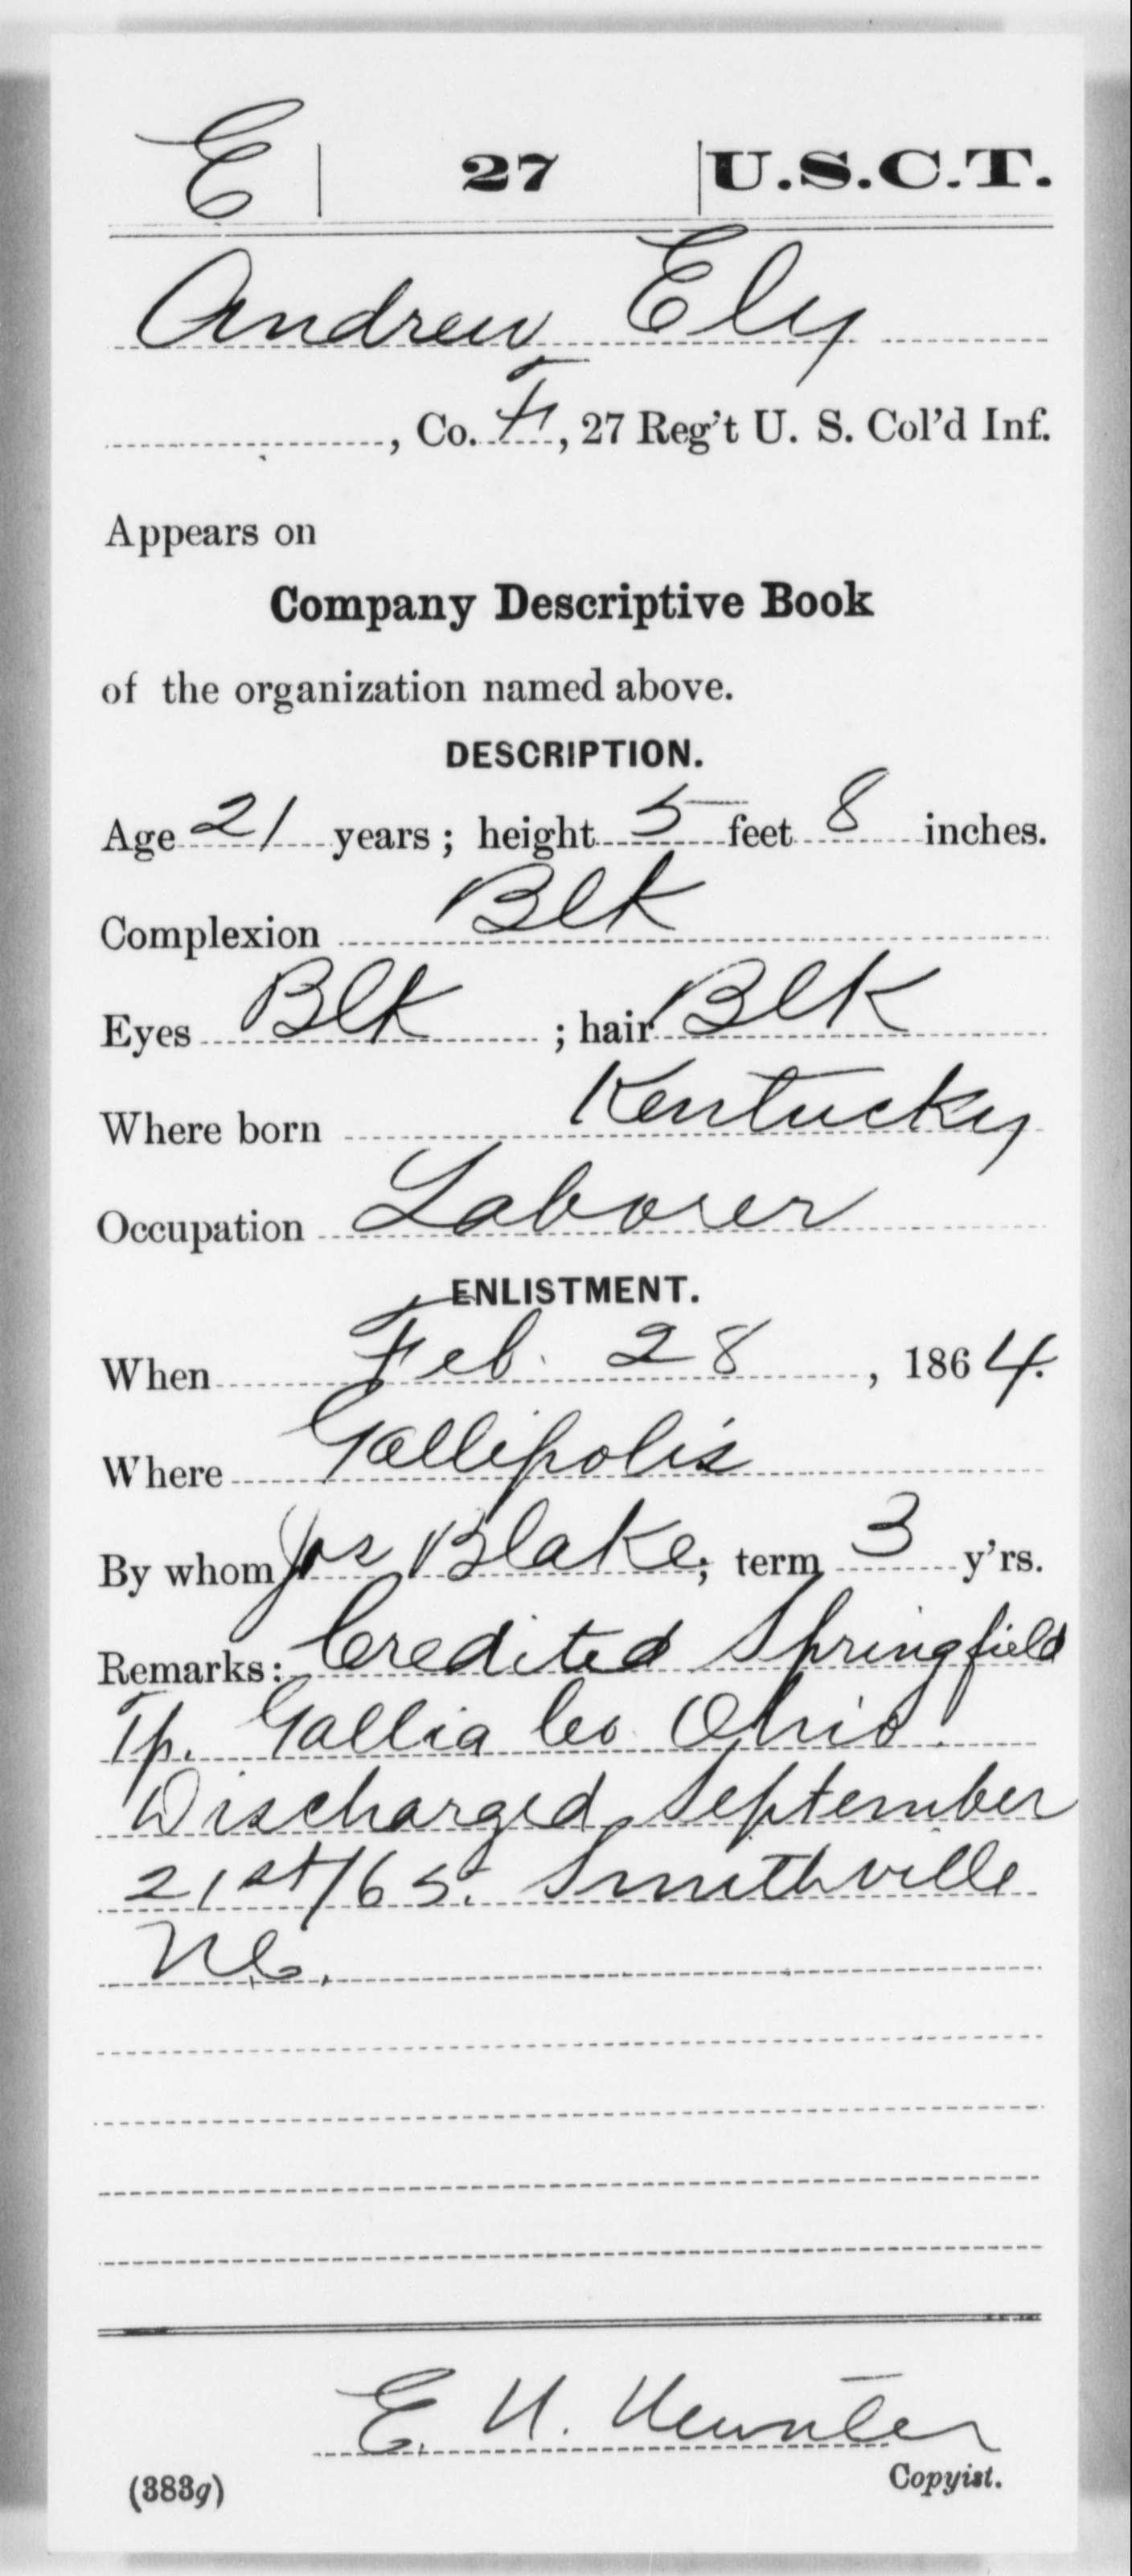 E 27 U.S.C.T.
Andrew Ely
, Co. F, 27 Reg't U. S. Col'd Inf.
Appears on
Company Descriptive Book
of the organization named above.
DESCRIPTION.
Age 21 years; height 5 feet 8 inches.
Complexion Blk
Eyes Blk; hair Blk
Where born Kentucky
Occupation Laborer
ENLISTMENT.
When Feb. 28, 1864.
Where Gallipolis
By whom Jos Blake; term 3 y'rs.
Remarks: Credited Springfield
Tp. Gallia Co Ohio.
Discharged September
21st/65. Smithville
NC.
E.
Copyist.
(383g)